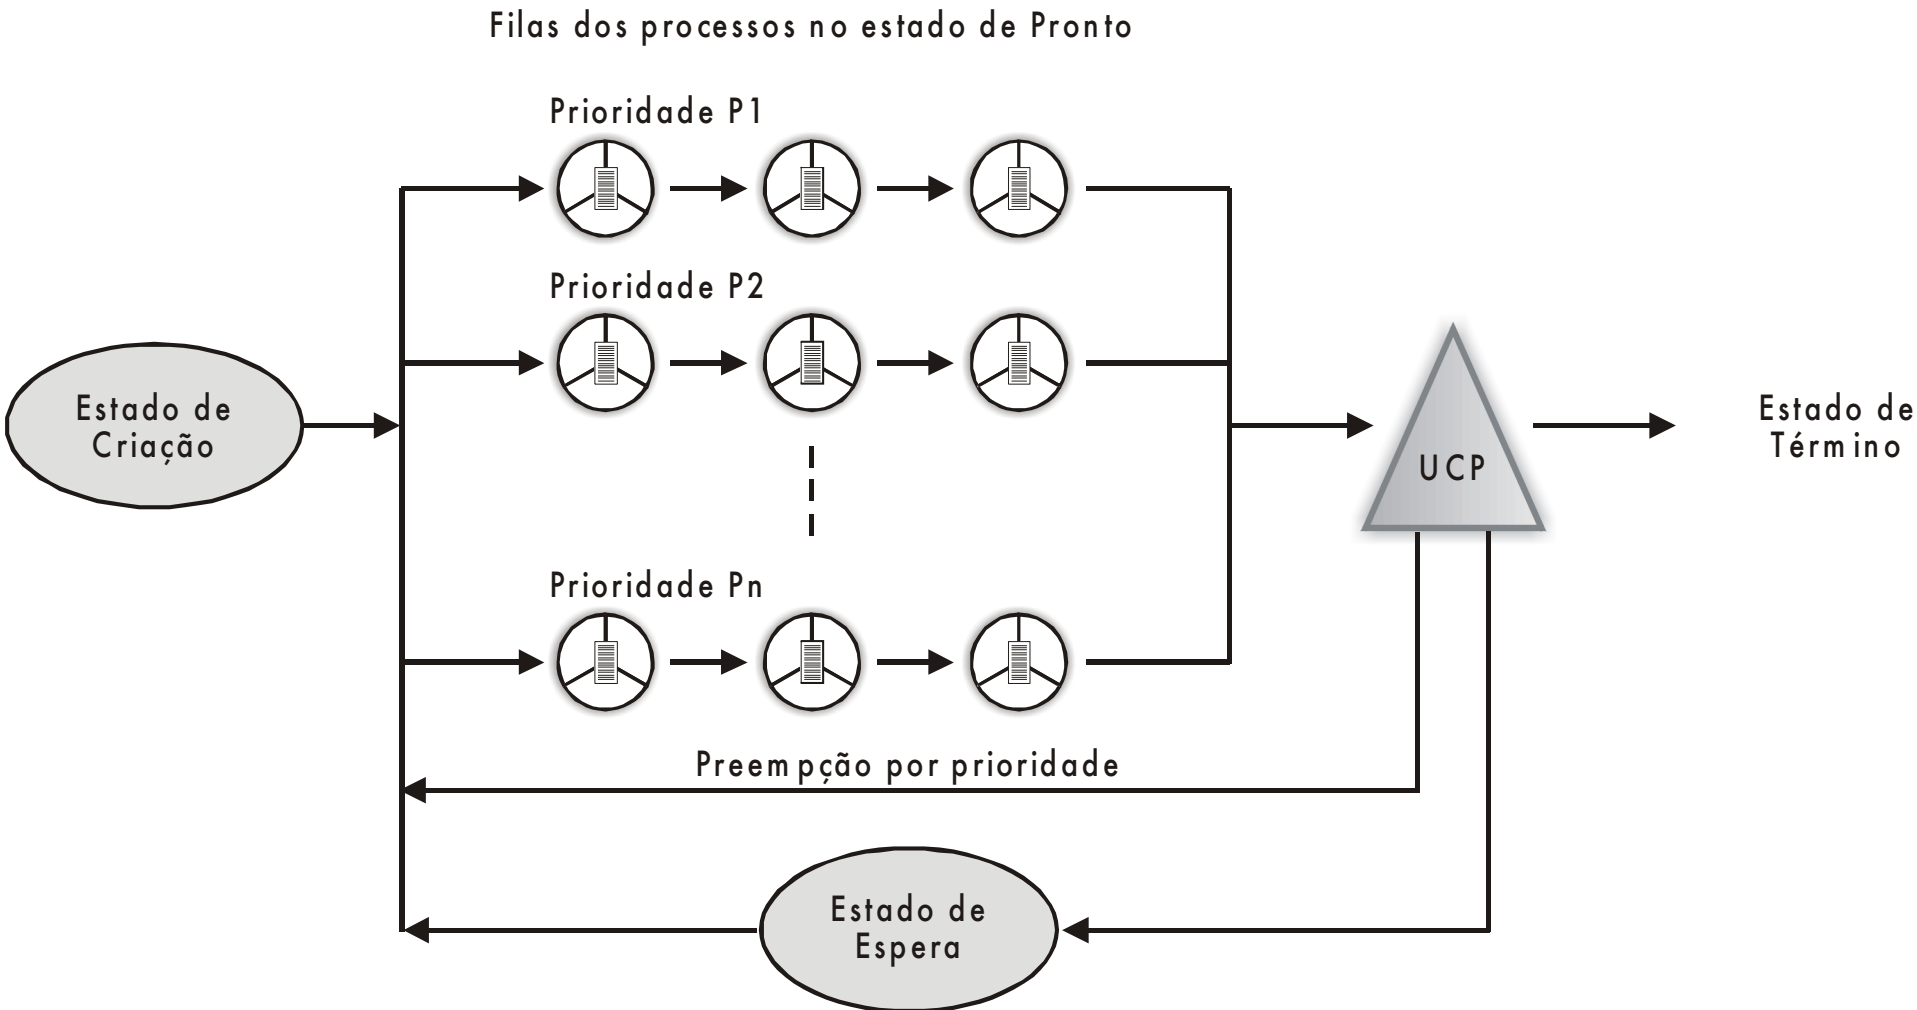 Filas dos processos no estado de Pronto
Prioridade P1
Prioridade P2
Estado de
Criação
Estado de
Término
UCP
Prioridade Pn
Preempção por prioridade
Estado de
Espera